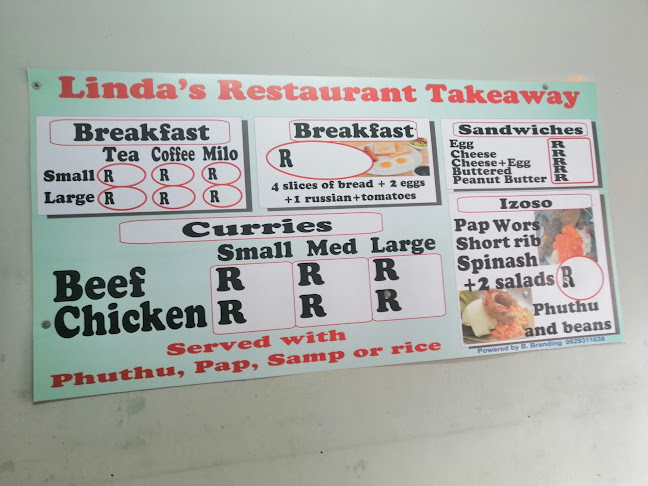 Linda's Restaurant Takeaway
Breakfast
Tea Coffee Milo
Small R R R
Large R R R
Breakfast
R
4 slices of bread + 2 eggs
+1 russian+tomatoes
Sandwiches
Egg R
Cheese R
Cheese+Egg R
Buttered R
Peanut Butter R
Curries
Small Med Large
Beef R R R
Chicken R R R
Served with
Phuthu, Pap, Samp or rice
Izoso
Pap Wors
Short rib
Spinash
+2 salads R
Phuthu
and beans
Powered by B. Branding 0829311638